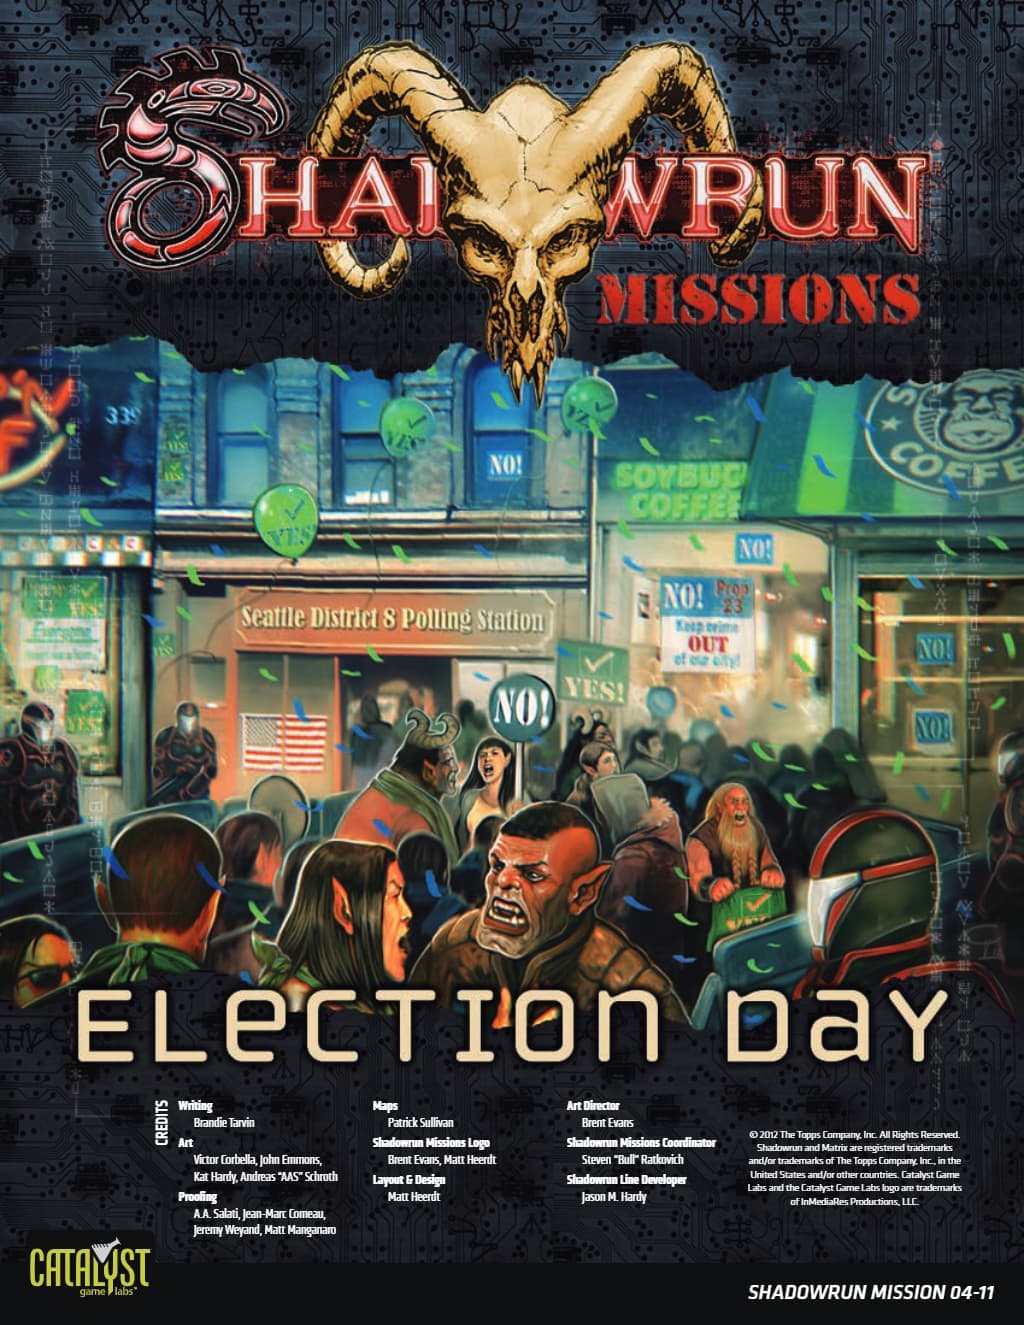 SHADOWRUN
MISSIONS
339
YES!
YES!
YES!
NO!
SOYBUC
COFFEE
COFFE
NO!
YES!
NO! Prop
23
Keep crime
OUT
of our city!
Seattle District 8 Polling Station
YES!
NO!
NO!
NO!
YES!
YES!
ELECTION DAY
CREDITS
Writing
Brandie Tarvin
Art
Victor Corbella, John Emmons,
Kat Hardy, Andreas "AAS" Schroth
Proofing
A.A. Salati, Jean-Marc Comeau,
Jeremy Weyand, Matt Manganaro
Maps
Patrick Sullivan
Shadowrun Missions Logo
Brent Evans, Matt Heerdt
Layout & Design
Matt Heerdt
Art Director
Brent Evans
Shadowrun Missions Coordinator
Steven "Bull" Ratkovich
Shadowrun Line Developer
Jason M. Hardy
© 2012 The Topps Company, Inc. All Rights Reserved.
Shadowrun and Matrix are registered trademarks
and/or trademarks of The Topps Company, Inc., in the
United States and/or other countries. Catalyst Game
Labs and the Catalyst Game Labs logo are trademarks
of InMediaRes Productions, LLC.
CATALYST
game labs
SHADOWRUN MISSION 04-11